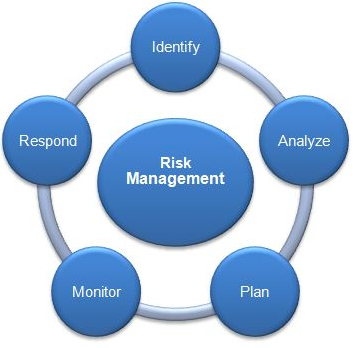 Identify
Respond
Analyze
Risk
Management
Monitor
Plan